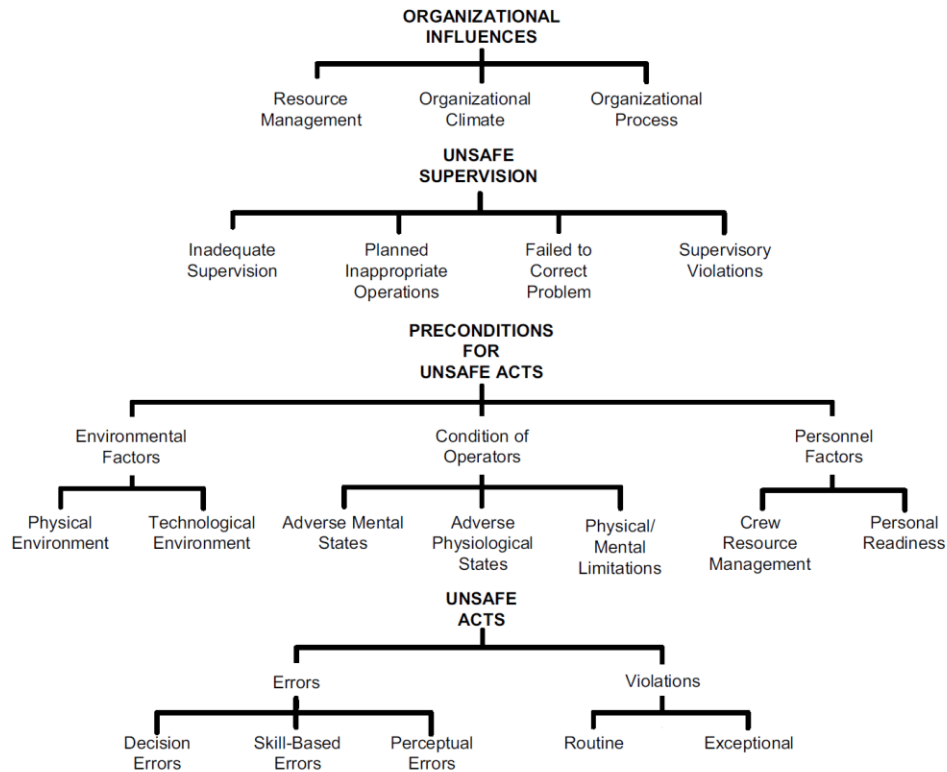 ORGANIZATIONAL
INFLUENCES
Resource
Management
Organizational
Climate
Organizational
Process
UNSAFE
SUPERVISION
Inadequate
Supervision
Planned
Inappropriate
Operations
Failed to
Correct
Problem
Supervisory
Violations
PRECONDITIONS
FOR
UNSAFE ACTS
Environmental
Factors
Condition of
Operators
Personnel
Factors
Physical
Environment
Technological
Environment
Adverse Mental
States
Adverse
Physiological
States
Physical/
Mental
Limitations
Crew
Resource
Management
Personal
Readiness
UNSAFE
ACTS
Errors
Violations
Decision
Errors
Skill-Based
Errors
Perceptual
Errors
Routine
Exceptional